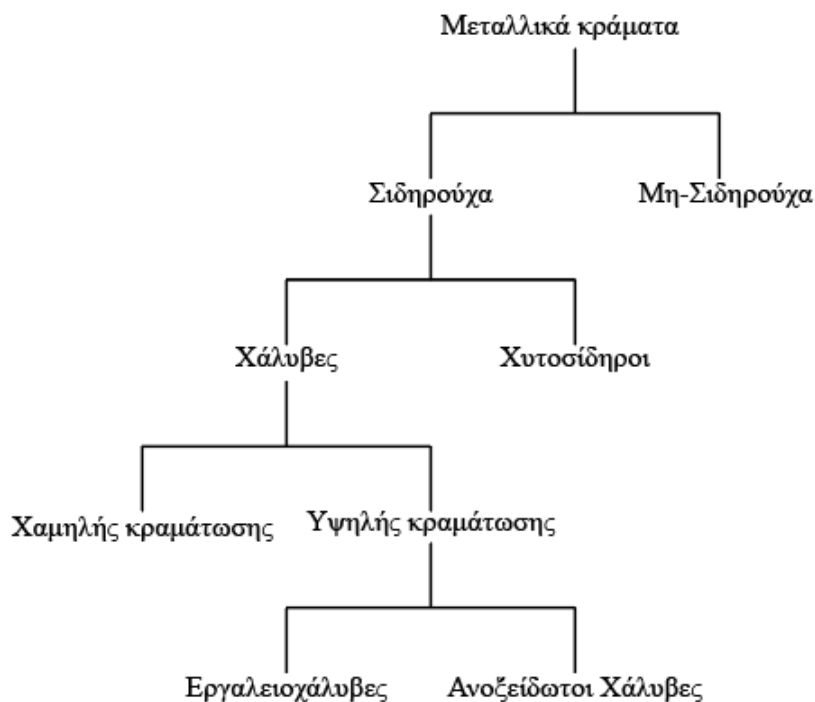 Μεταλλικά κράματα
Σιδηρούχα
Μη-Σιδηρούχα
Χάλυβες
Χυτοσίδηροι
Χαμηλής κραμάτωσης
Υψηλής κραμάτωσης
Εργαλειοχάλυβες
Ανοξείδωτοι Χάλυβες